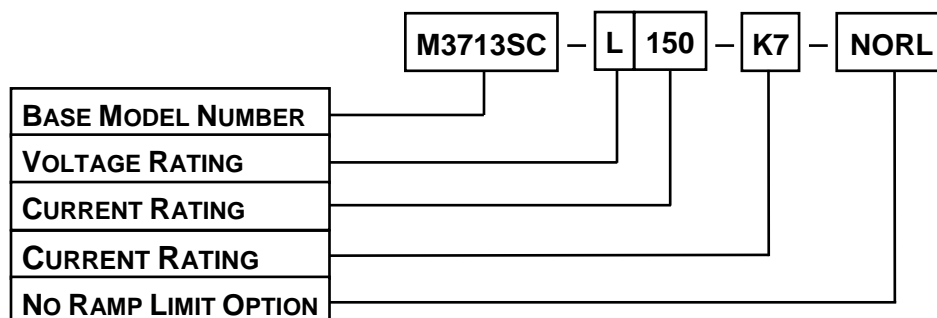 M3713SC – L 150 – K7 – NORL
BASE MODEL NUMBER
VOLTAGE RATING
CURRENT RATING
CURRENT RATING
NO RAMP LIMIT OPTION